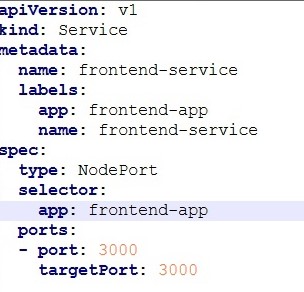 apiVersion: v1
kind: Service
metadata:
  name: frontend-service
  labels:
    app: frontend-app
    name: frontend-service
spec:
  type: NodePort
  selector:
    app: frontend-app
  ports:
  - port: 3000
    targetPort: 3000